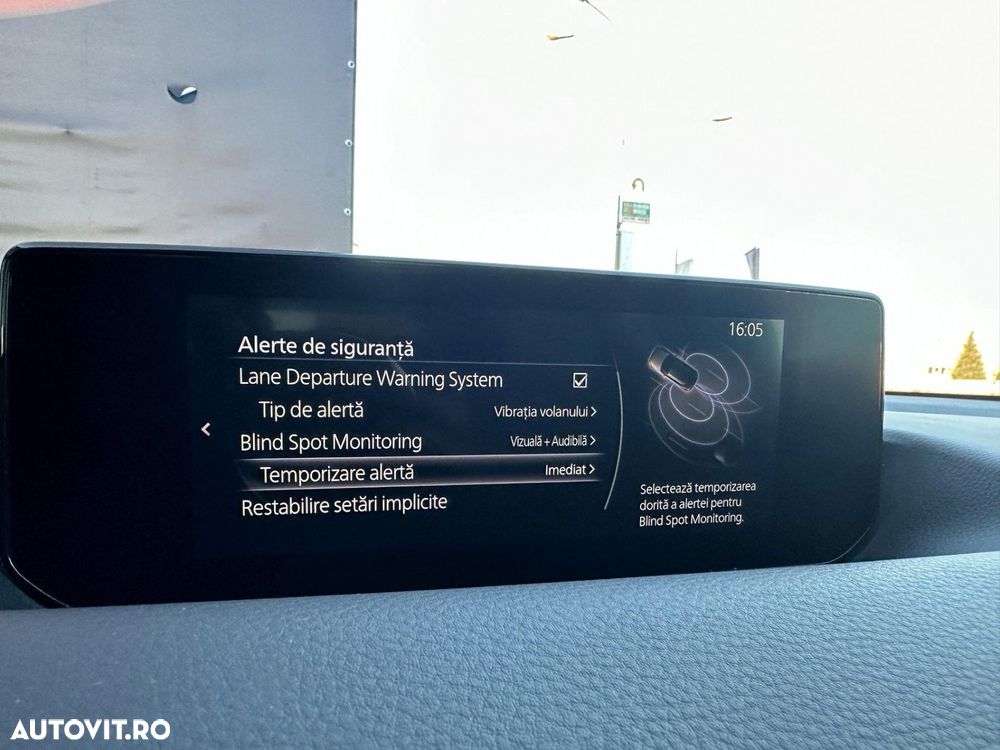 16:05
Alerte de siguranță
Lane Departure Warning System
Tip de alertă Vibrația volanului >
< Blind Spot Monitoring Vizuală + Audibilă >
Temporizare alertă Imediat >
Restabilire setări implicite
Selectează temporizarea
dorită a alertei pentru
Blind Spot Monitoring.
AUTOVIT.RO